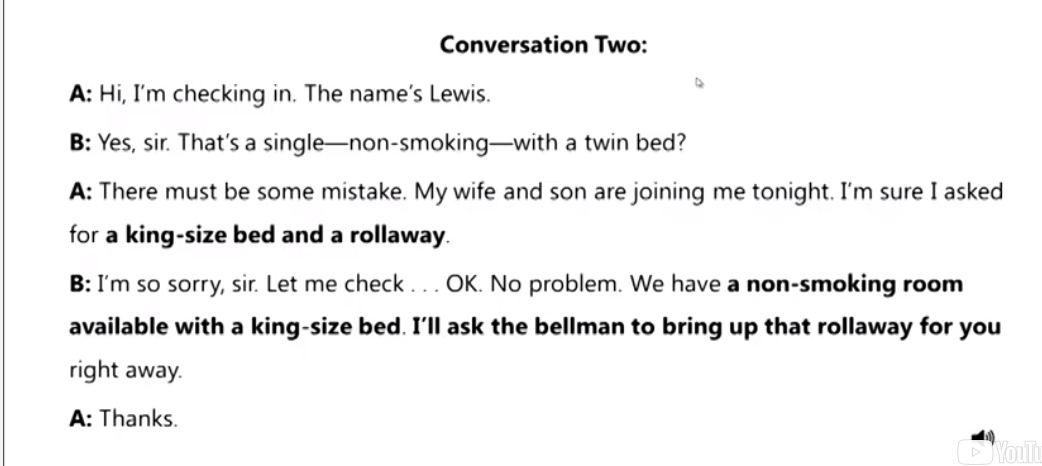 Conversation Two:
A: Hi, I'm checking in. The name's Lewis.
B: Yes, sir. That's a single—non-smoking—with a twin bed?
A: There must be some mistake. My wife and son are joining me tonight. I'm sure I asked
for a king-size bed and a rollaway.
B: I'm so sorry, sir. Let me check . . . OK. No problem. We have a non-smoking room
available with a king-size bed. I'll ask the bellman to bring up that rollaway for you
right away.
A: Thanks.